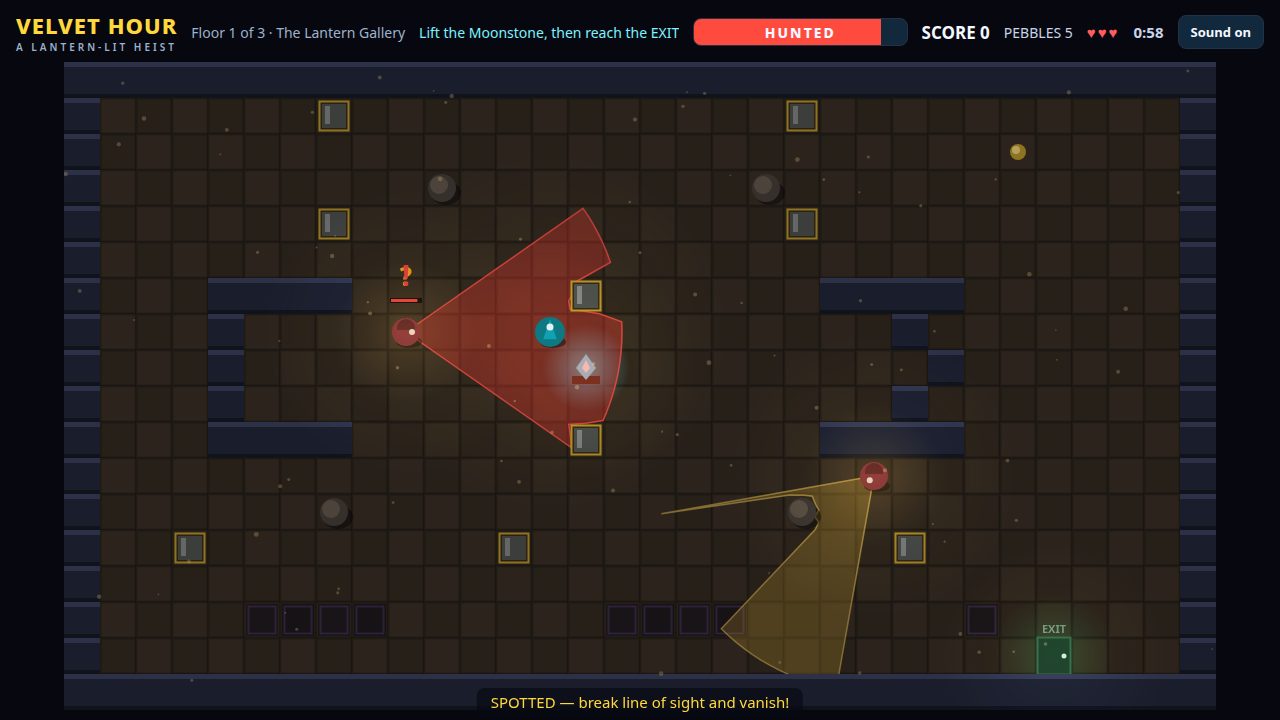 VELVET HOUR
A LANTERN-LIT HEIST
Floor 1 of 3 · The Lantern Gallery
Lift the Moonstone, then reach the EXIT
HUNTED
SCORE 0
PEBBLES 5
♥♥♥
0:58
Sound on
!
EXIT
SPOTTED — break line of sight and vanish!